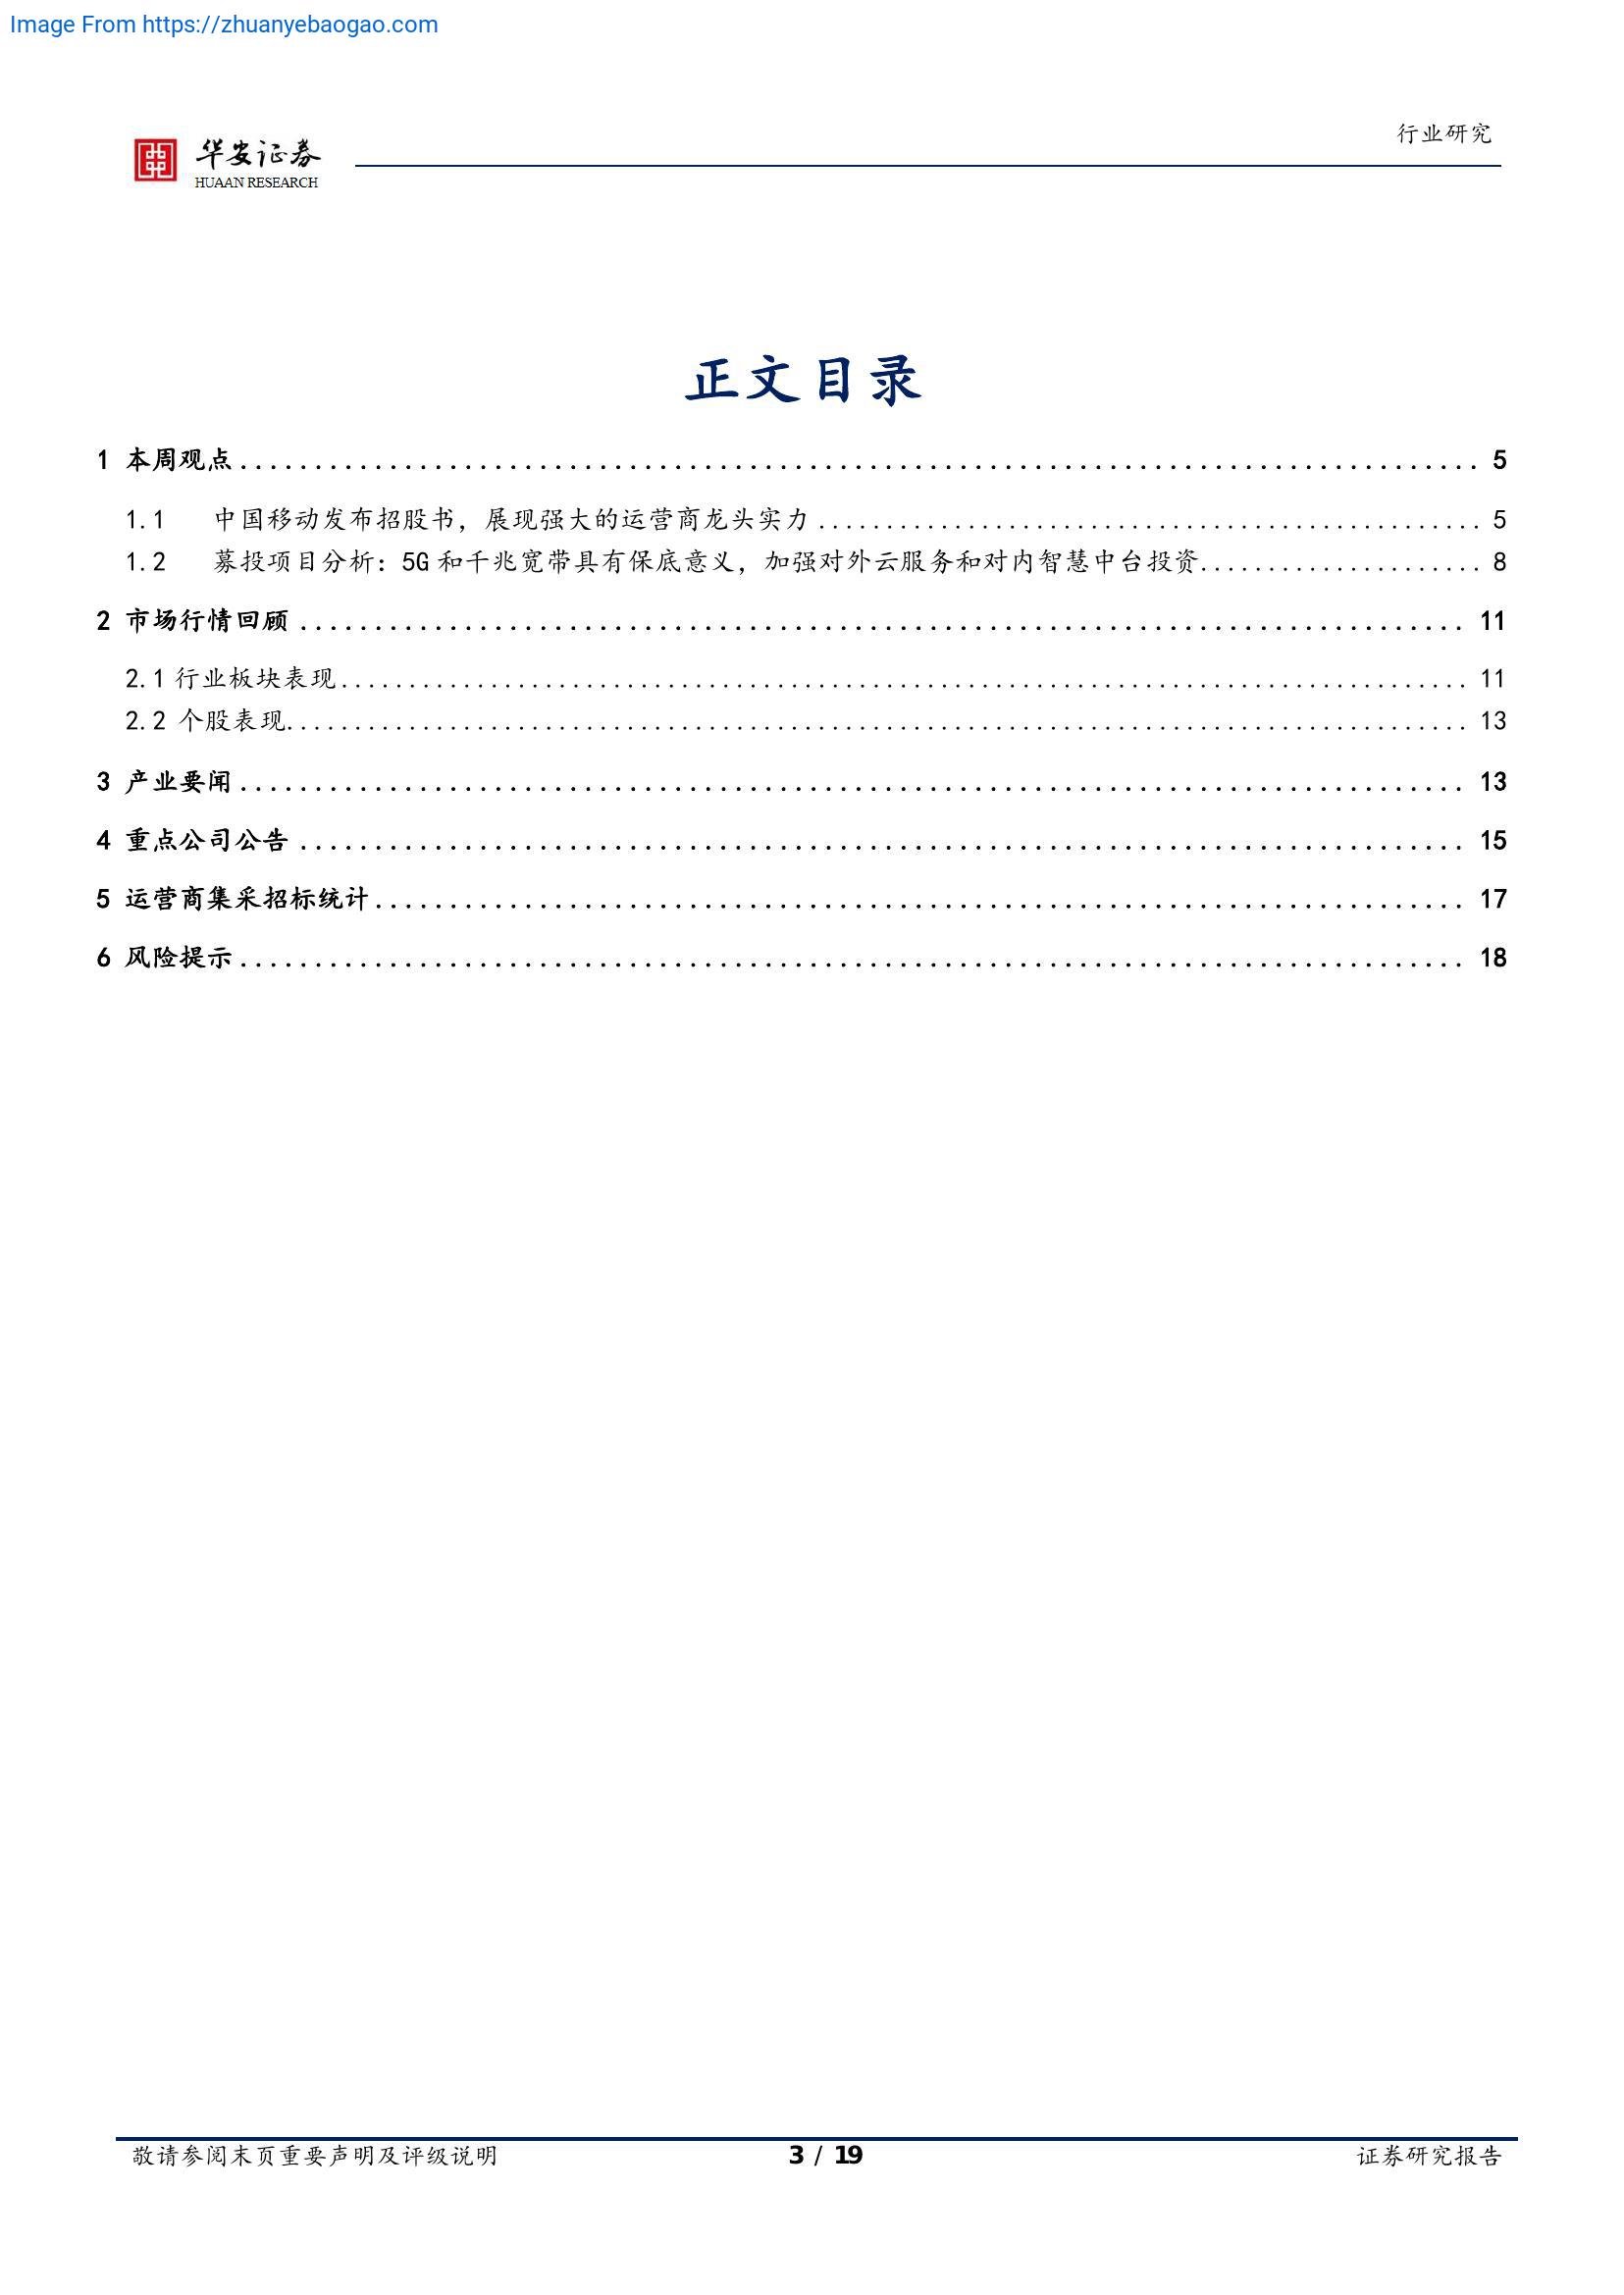 Image From https://zhuanyebaogao.com
行业研究
华安证券
HUAAN RESEARCH
正文目录
1 本周观点 5
1.1 中国移动发布招股书，展现强大的运营商龙头实力 5
1.2 募投项目分析：5G 和千兆宽带具有保底意义，加强对外云服务和对内智慧中台投资 8
2 市场行情回顾 11
2.1 行业板块表现 11
2.2 个股表现 13
3 产业要闻 13
4 重点公司公告 15
5 运营商集采招标统计 17
6 风险提示 18
敬请参阅末页重要声明及评级说明 3 / 19 证券研究报告